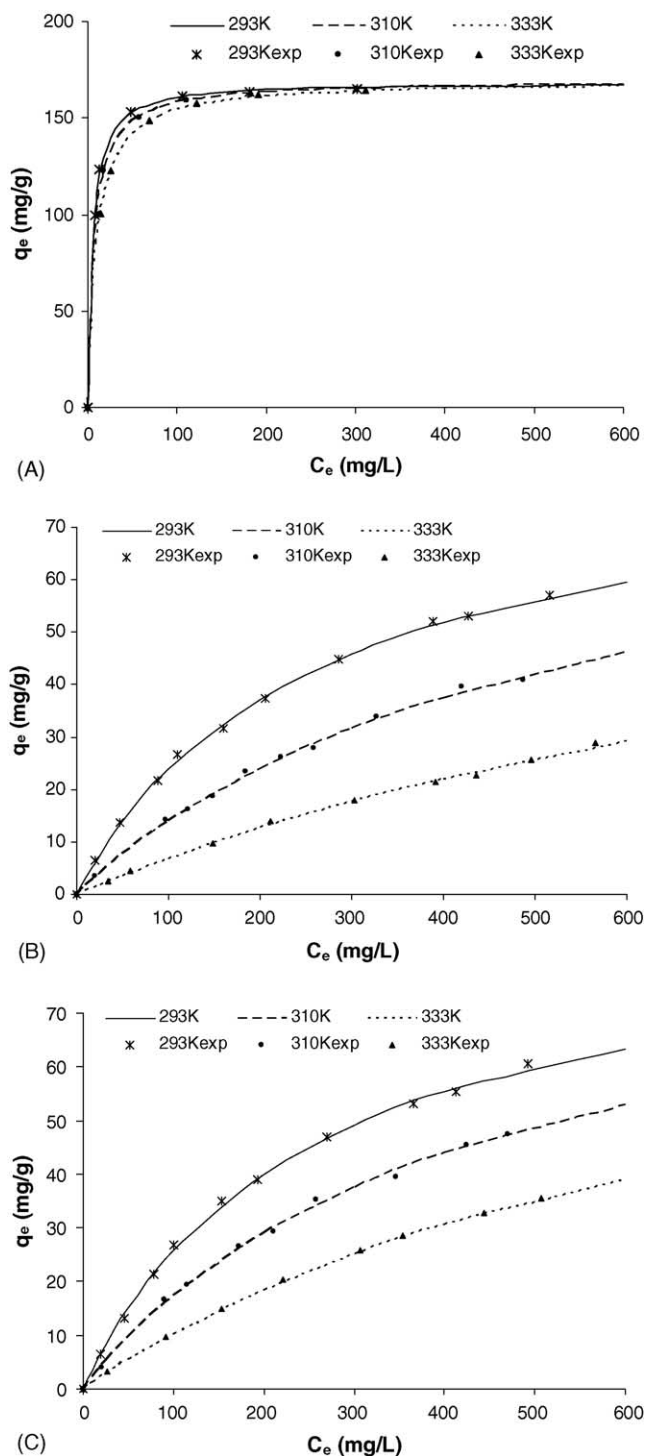 293K 310K 333K
293Kexp 310Kexp 333Kexp
200
150
100
50
0
qe (mg/g)
0 100 200 300 400 500 600
Ce (mg/L)
(A)
293K 310K 333K
293Kexp 310Kexp 333Kexp
70
60
50
40
30
20
10
0
qe (mg/g)
0 100 200 300 400 500 600
Ce (mg/L)
(B)
293K 310K 333K
293Kexp 310Kexp 333Kexp
70
60
50
40
30
20
10
0
qe (mg/g)
0 100 200 300 400 500 600
Ce (mg/L)
(C)